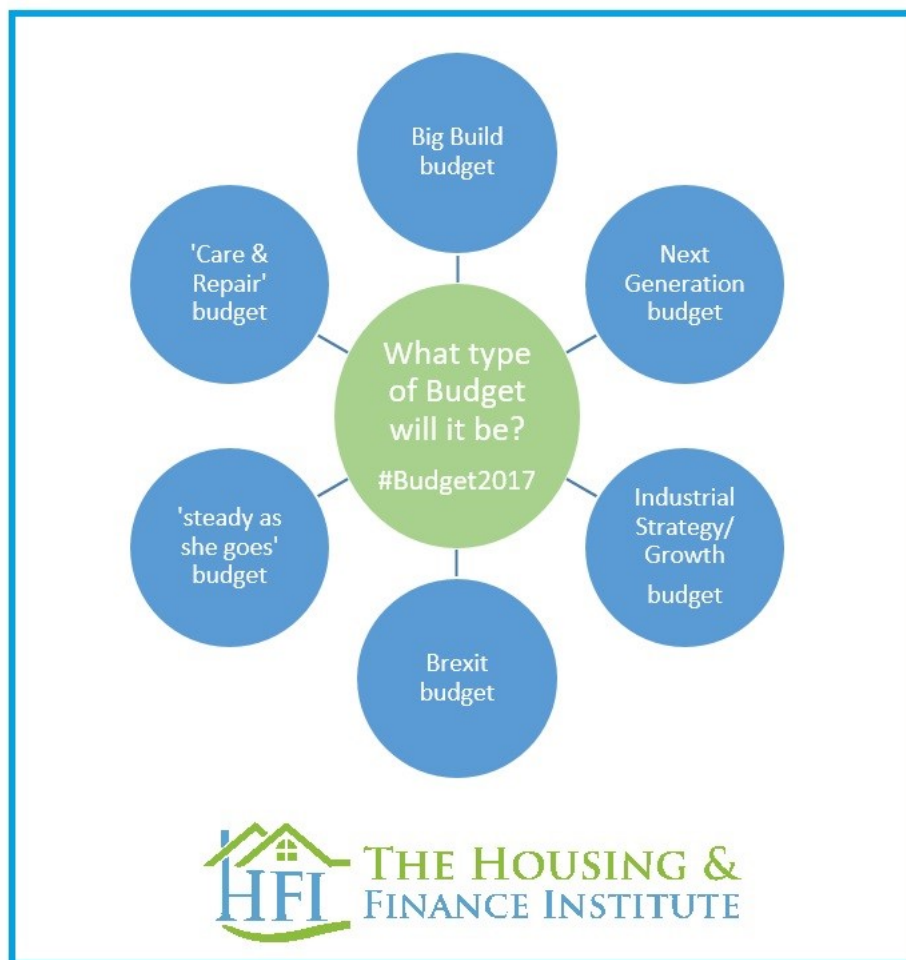 Big Build
budget
Next
Generation
budget
Industrial
Strategy/
Growth
budget
Brexit
budget
'steady as
she goes'
budget
'Care &
Repair'
budget
What type
of Budget
will it be?
#Budget2017
HFI
THE HOUSING &
FINANCE INSTITUTE